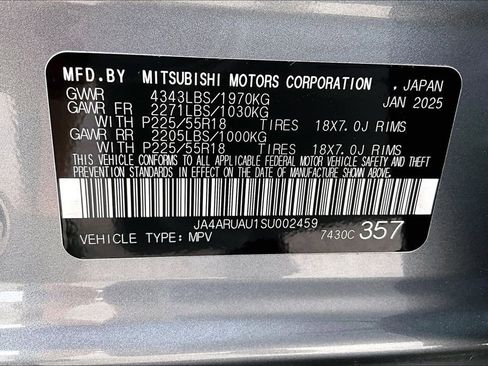 MFD.BY MITSUBISHI MOTORS CORPORATION , JAPAN
GVWR 4343LBS/1970KG JAN 2025
GAWR FR 2271LBS/1030KG
WITH P225/55R18 TIRES 18X7.0J RIMS
GAWR RR 2205LBS/1000KG
WITH P225/55R18 TIRES 18X7.0J RIMS
THIS VEHICLE CONFORMS TO ALL APPLICABLE FEDERAL MOTOR VEHICLE SAFETY AND THEFT
PREVENTION STANDARDS IN EFFECT ON THE DATE OF MANUFACTURE SHOWN ABOVE.
JA4ARUAU1SU002459
VEHICLE TYPE: MPV 7430C 357